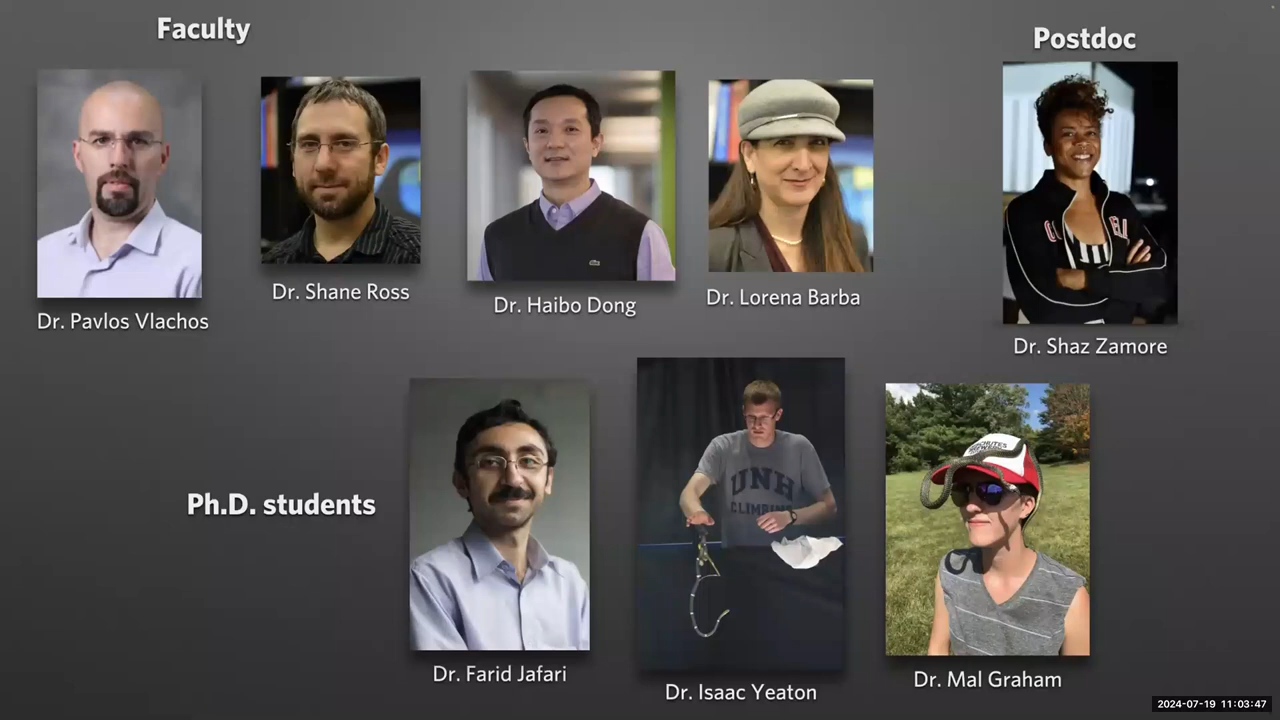 Faculty
Postdoc
Dr. Pavlos Vlachos
Dr. Shane Ross
Dr. Haibo Dong
Dr. Lorena Barba
Dr. Shaz Zamore
Ph.D. students
UNH
Dr. Farid Jafari
Dr. Isaac Yeaton
Dr. Mal Graham
2024-07-19 11:03:47